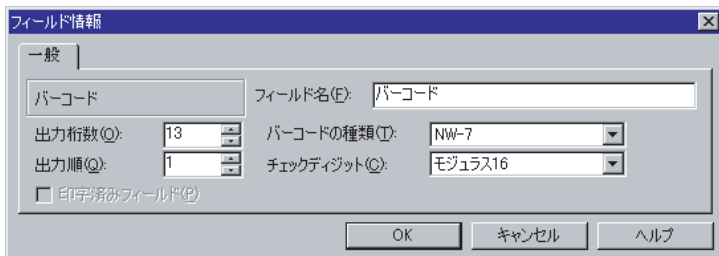 フィールド情報
一般
バーコード
フィールド名(F): バーコード
出力桁数(O): 13 バーコードの種類(T): NW-7
出力順(Q): 1 チェックディジット(C): モジュラス16
印字済みフィールド(P)
OK キャンセル ヘルプ